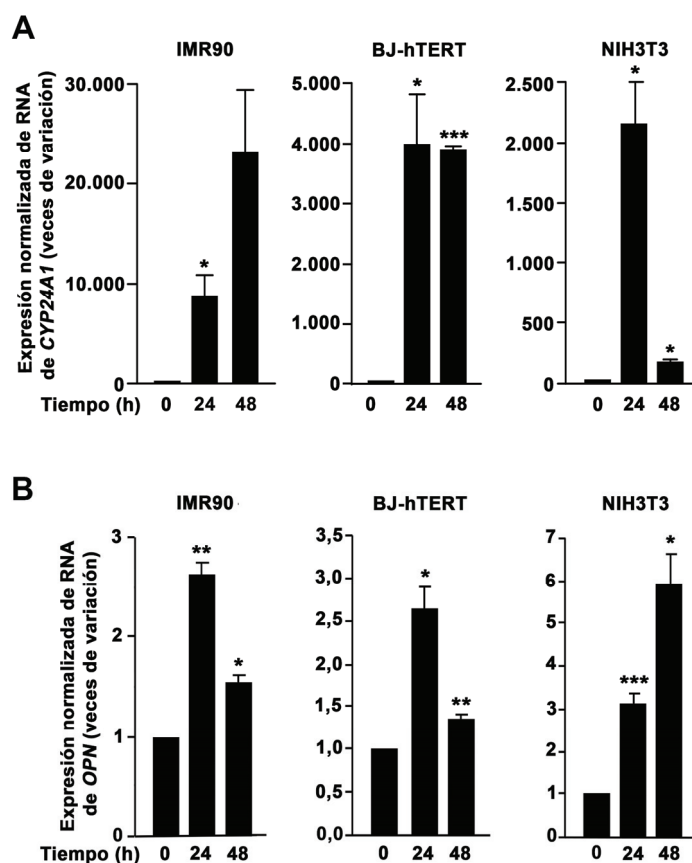 A
IMR90
BJ-hTERT
NIH3T3
Expresión normalizada de RNA
de CYP24A1 (veces de variación)
30.000
20.000
10.000
0
*
5.000
4.000
3.000
2.000
1.000
0
*
***
2.500
2.000
1.500
1.000
500
0
*
*
Tiempo (h) 0 24 48
0 24 48
0 24 48
B
IMR90
BJ-hTERT
NIH3T3
Expresión normalizada de RNA
de OPN (veces de variación)
3
2
1
0
**
*
3,5
3,0
2,5
2,0
1,5
1,0
0,5
0,0
*
**
7
6
5
4
3
2
1
0
***
*
Tiempo (h) 0 24 48
0 24 48
0 24 48